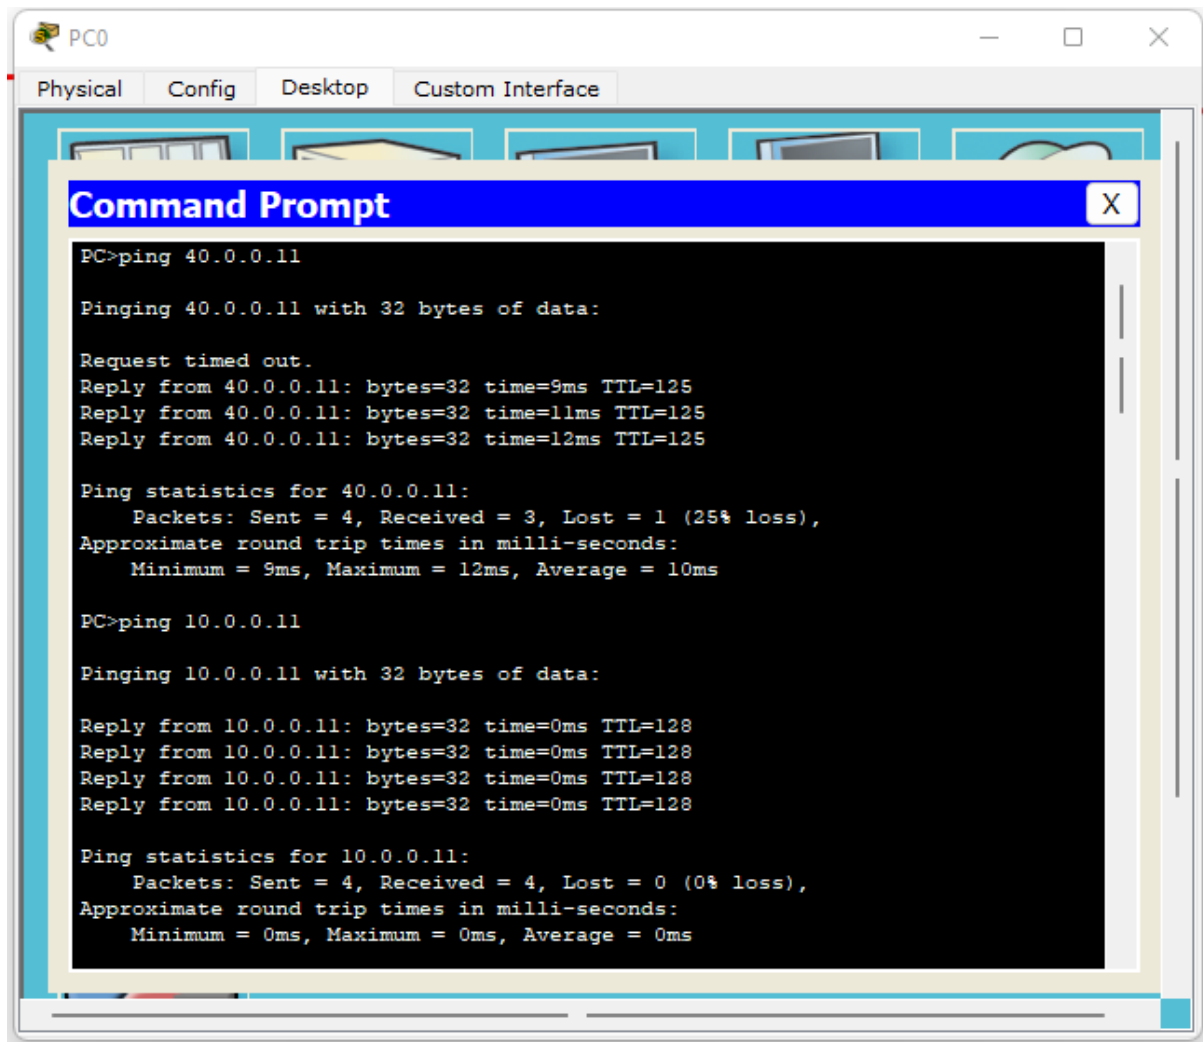 PC0
Physical Config Desktop Custom Interface
Command Prompt
X
PC>ping 40.0.0.11
Pinging 40.0.0.11 with 32 bytes of data:
Request timed out.
Reply from 40.0.0.11: bytes=32 time=9ms TTL=125
Reply from 40.0.0.11: bytes=32 time=11ms TTL=125
Reply from 40.0.0.11: bytes=32 time=12ms TTL=125
Ping statistics for 40.0.0.11:
Packets: Sent = 4, Received = 3, Lost = 1 (25% loss),
Approximate round trip times in milli-seconds:
Minimum = 9ms, Maximum = 12ms, Average = 10ms
PC>ping 10.0.0.11
Pinging 10.0.0.11 with 32 bytes of data:
Reply from 10.0.0.11: bytes=32 time=0ms TTL=128
Reply from 10.0.0.11: bytes=32 time=0ms TTL=128
Reply from 10.0.0.11: bytes=32 time=0ms TTL=128
Reply from 10.0.0.11: bytes=32 time=0ms TTL=128
Ping statistics for 10.0.0.11:
Packets: Sent = 4, Received = 4, Lost = 0 (0% loss),
Approximate round trip times in milli-seconds:
Minimum = 0ms, Maximum = 0ms, Average = 0ms